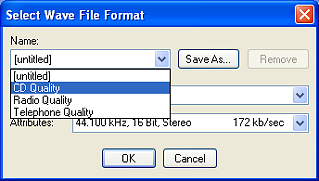 Select Wave File Format
Name:
[untitled]
Save As...
Remove
[untitled]
CD Quality
Radio Quality
Telephone Quality
Attributes: 44.100 kHz, 16 Bit, Stereo 172 kb/sec
OK
Cancel